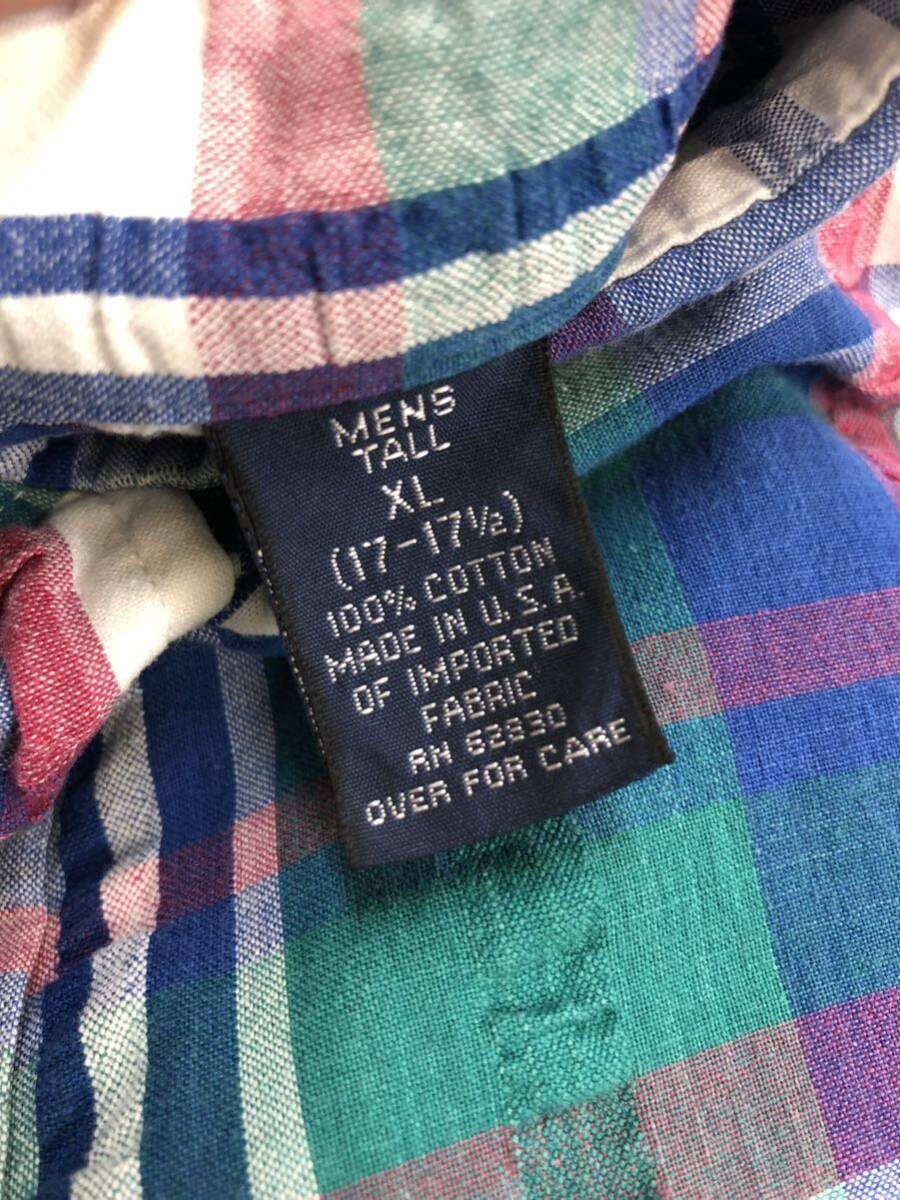 MENS
TALL
XL
(17-17½)
100% COTTON
MADE IN U.S.A.
OF IMPORTED
FABRIC
RN 62830
OVER FOR CARE